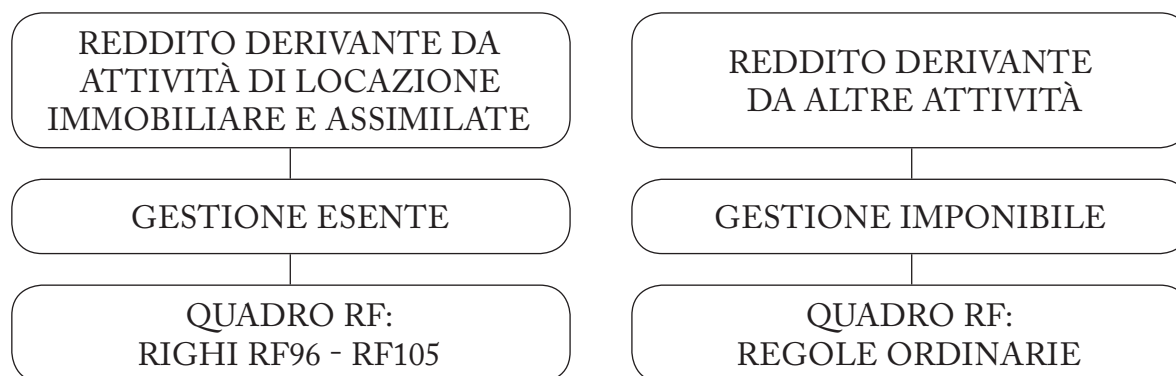 REDDITO DERIVANTE DA
ATTIVITÀ DI LOCAZIONE
IMMOBILIARE E ASSIMILATE
GESTIONE ESENTE
QUADRO RF:
RIGHI RF96 - RF105
REDDITO DERIVANTE
DA ALTRE ATTIVITÀ
GESTIONE IMPONIBILE
QUADRO RF:
REGOLE ORDINARIE